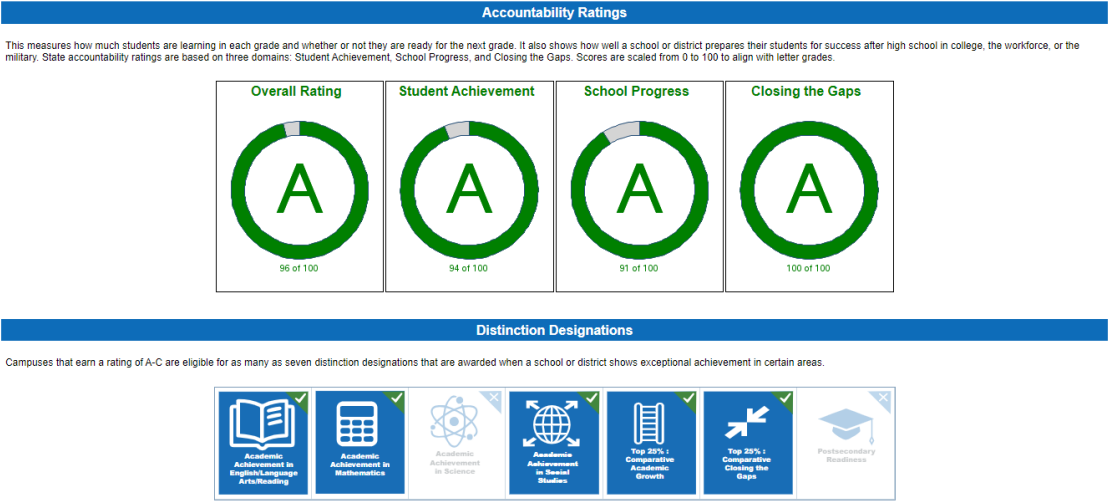 Accountability Ratings
This measures how much students are learning in each grade and whether or not they are ready for the next grade. It also shows how well a school or district prepares their students for success after high school in college, the workforce, or the
military. State accountability ratings are based on three domains: Student Achievement, School Progress, and Closing the Gaps. Scores are scaled from 0 to 100 to align with letter grades.
Overall Rating
A
96 of 100
Student Achievement
A
94 of 100
School Progress
A
91 of 100
Closing the Gaps
A
100 of 100
Distinction Designations
Campuses that earn a rating of A-C are eligible for as many as seven distinction designations that are awarded when a school or district shows exceptional achievement in certain areas.
Academic
Achievement in
English/Language
Arts/Reading
Academic
Achievement in
Mathematics
Academic
Achievement
in Science
Academic
Achievement
in Social
Studies
Top 25% :
Comparative
Academic
Growth
Top 25% :
Comparative
Closing the
Gaps
Postsecondary
Readiness